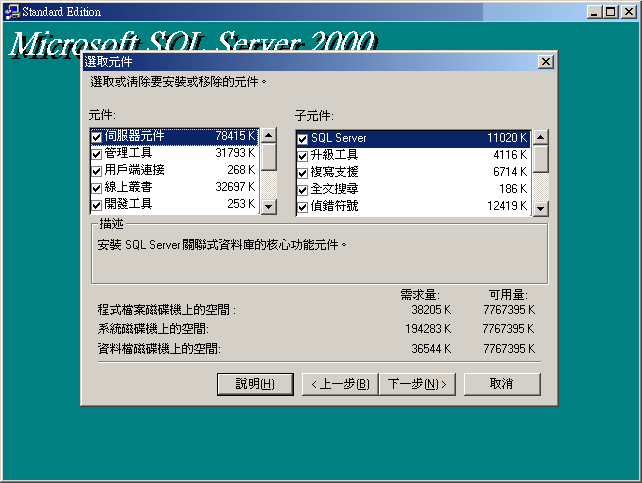 Standard Edition
Microsoft SQL Server 2000
選取元件
選取或清除要安裝或移除的元件。
元件:
子元件:
伺服器元件 78415 K
SQL Server 11020 K
管理工具 31793 K
升級工具 4116 K
用戶端連接 268 K
複寫支援 6714 K
線上叢書 32697 K
全文搜尋 186 K
開發工具 253 K
偵錯符號 12419 K
描述
安裝 SQL Server 關聯式資料庫的核心功能元件。
需求量: 可用量:
程式檔案磁碟機上的空間 : 38205 K 7767395 K
系統磁碟機上的空間: 194283 K 7767395 K
資料檔磁碟機上的空間: 36544 K 7767395 K
說明(H) <上一步(B) 下一步(N)> 取消